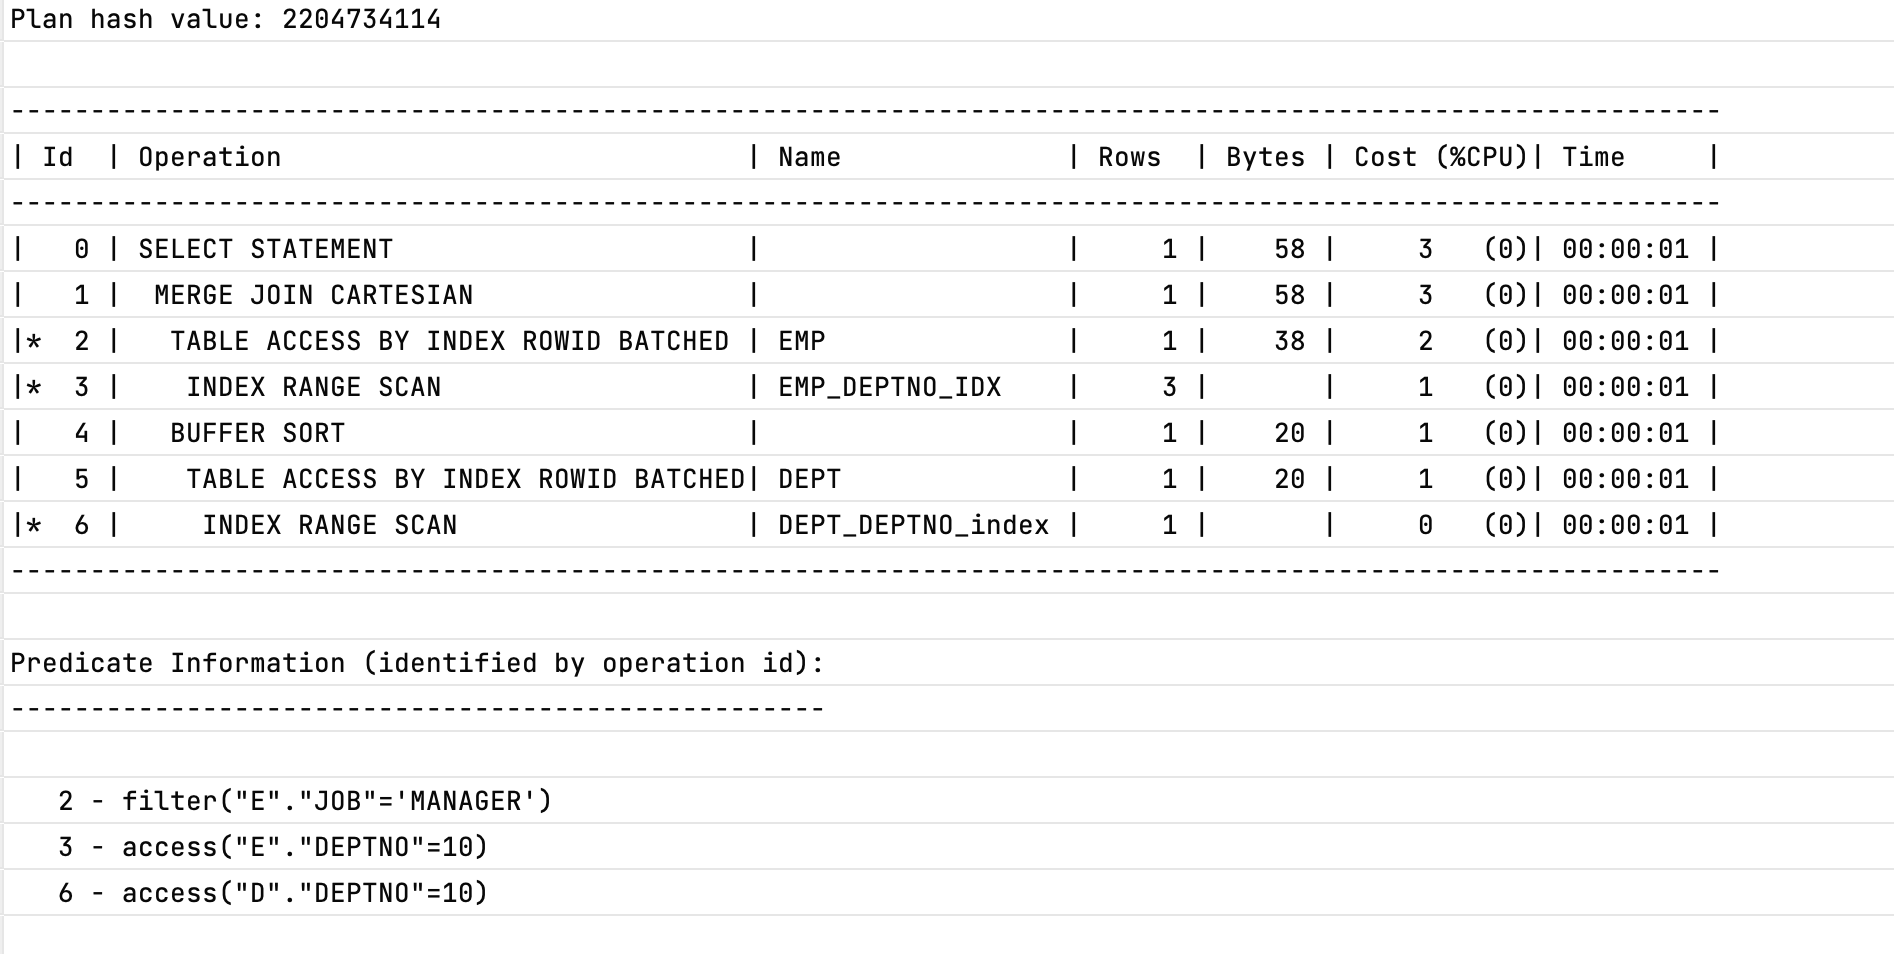 Plan hash value: 2204734114
-----------------------------------------------------------------------------------------------------------
| Id  | Operation                             | Name              | Rows  | Bytes | Cost (%CPU)| Time     |
-----------------------------------------------------------------------------------------------------------
|   0 | SELECT STATEMENT                      |                   |     1 |    58 |     3   (0)| 00:00:01 |
|   1 |  MERGE JOIN CARTESIAN                 |                   |     1 |    58 |     3   (0)| 00:00:01 |
|*  2 |   TABLE ACCESS BY INDEX ROWID BATCHED | EMP               |     1 |    38 |     2   (0)| 00:00:01 |
|*  3 |    INDEX RANGE SCAN                   | EMP_DEPTNO_IDX    |     3 |       |     1   (0)| 00:00:01 |
|   4 |   BUFFER SORT                         |                   |     1 |    20 |     1   (0)| 00:00:01 |
|   5 |    TABLE ACCESS BY INDEX ROWID BATCHED| DEPT              |     1 |    20 |     1   (0)| 00:00:01 |
|*  6 |     INDEX RANGE SCAN                  | DEPT_DEPTNO_index |     1 |       |     0   (0)| 00:00:01 |
-----------------------------------------------------------------------------------------------------------
Predicate Information (identified by operation id):
---------------------------------------------------
   2 - filter("E"."JOB"='MANAGER')
   3 - access("E"."DEPTNO"=10)
   6 - access("D"."DEPTNO"=10)